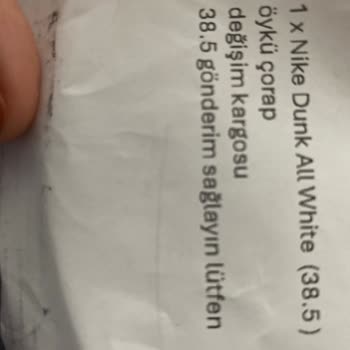 1 x Nike Dunk All White (38.5)
öykü çorap
değişim kargosu
38.5 gönderim sağlayın lütfen